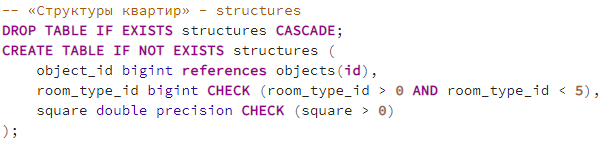 -- «Структуры квартир» - structures
DROP TABLE IF EXISTS structures CASCADE;
CREATE TABLE IF NOT EXISTS structures (
    object_id bigint references objects(id),
    room_type_id bigint CHECK (room_type_id > 0 AND room_type_id < 5),
    square double precision CHECK (square > 0)
);